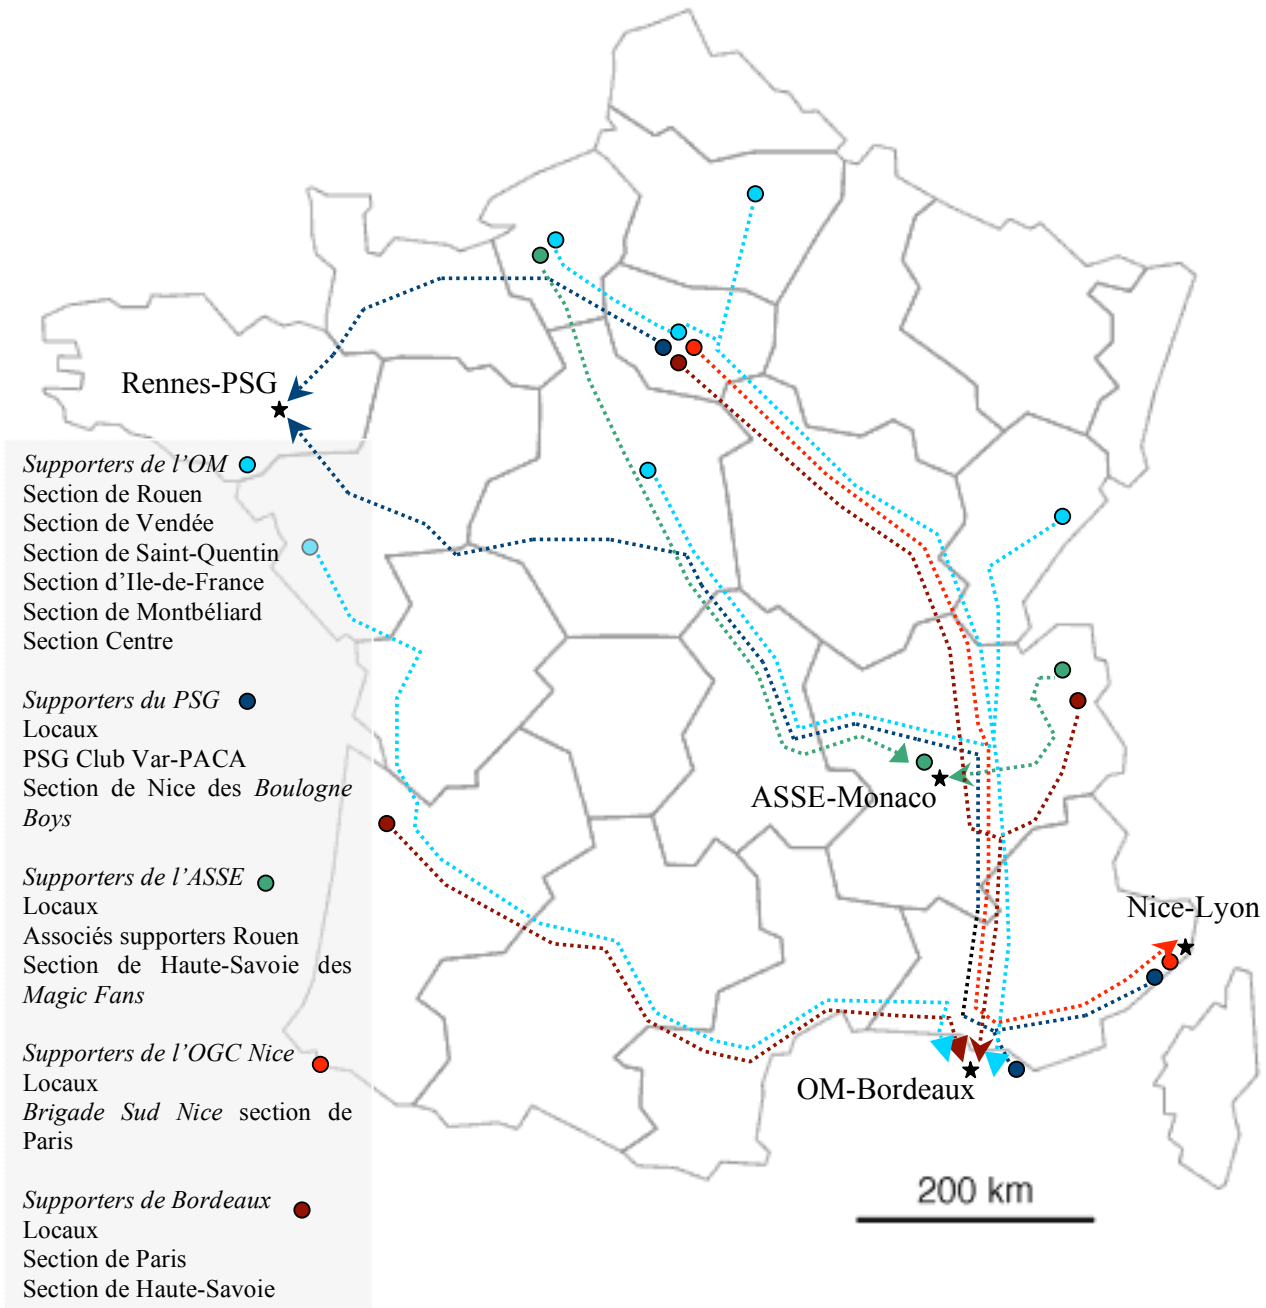 Rennes-PSG
Supporters de l’OM
Section de Rouen
Section de Vendée
Section de Saint-Quentin
Section d’Ile-de-France
Section de Montbéliard
Section Centre
Supporters du PSG
Locaux
PSG Club Var-PACA
Section de Nice des Boulogne
Boys
Supporters de l’ASSE
Locaux
Associés supporters Rouen
Section de Haute-Savoie des
Magic Fans
Supporters de l’OGC Nice
Locaux
Brigade Sud Nice section de
Paris
Supporters de Bordeaux
Locaux
Section de Paris
Section de Haute-Savoie
ASSE-Monaco
Nice-Lyon
OM-Bordeaux
200 km